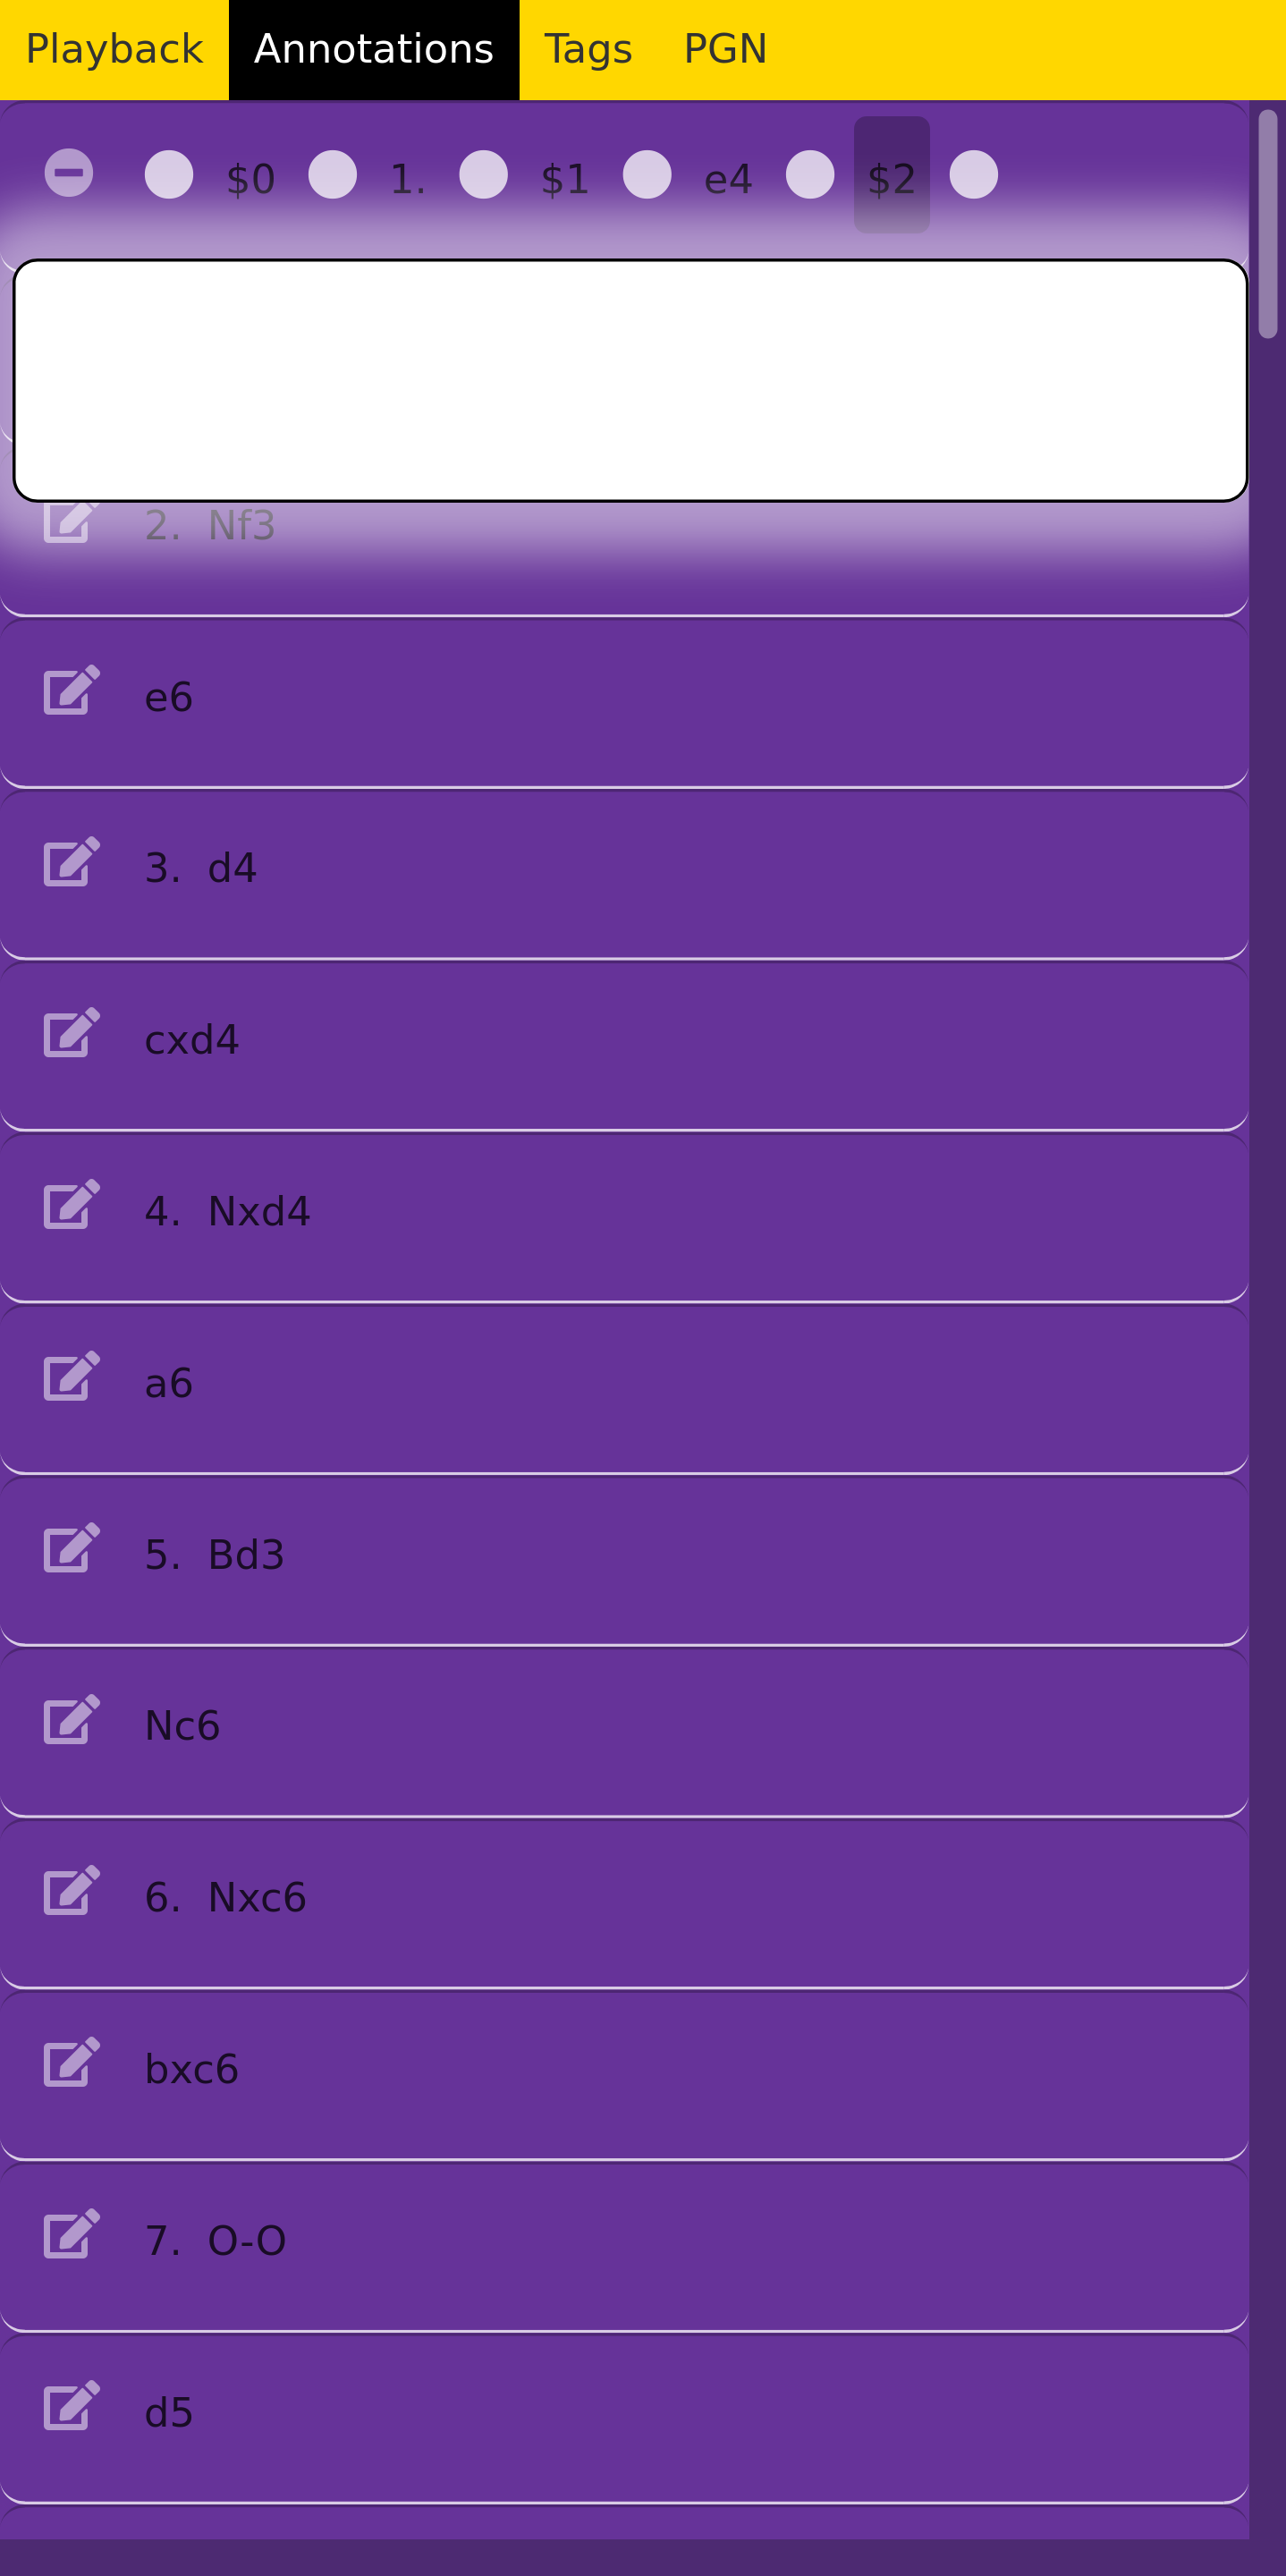 Playback Annotations Tags PGN
$0 1. $1 e4 $2
2. Nf3
e6
3. d4
cxd4
4. Nxd4
a6
5. Bd3
Nc6
6. Nxc6
bxc6
7. O-O
d5